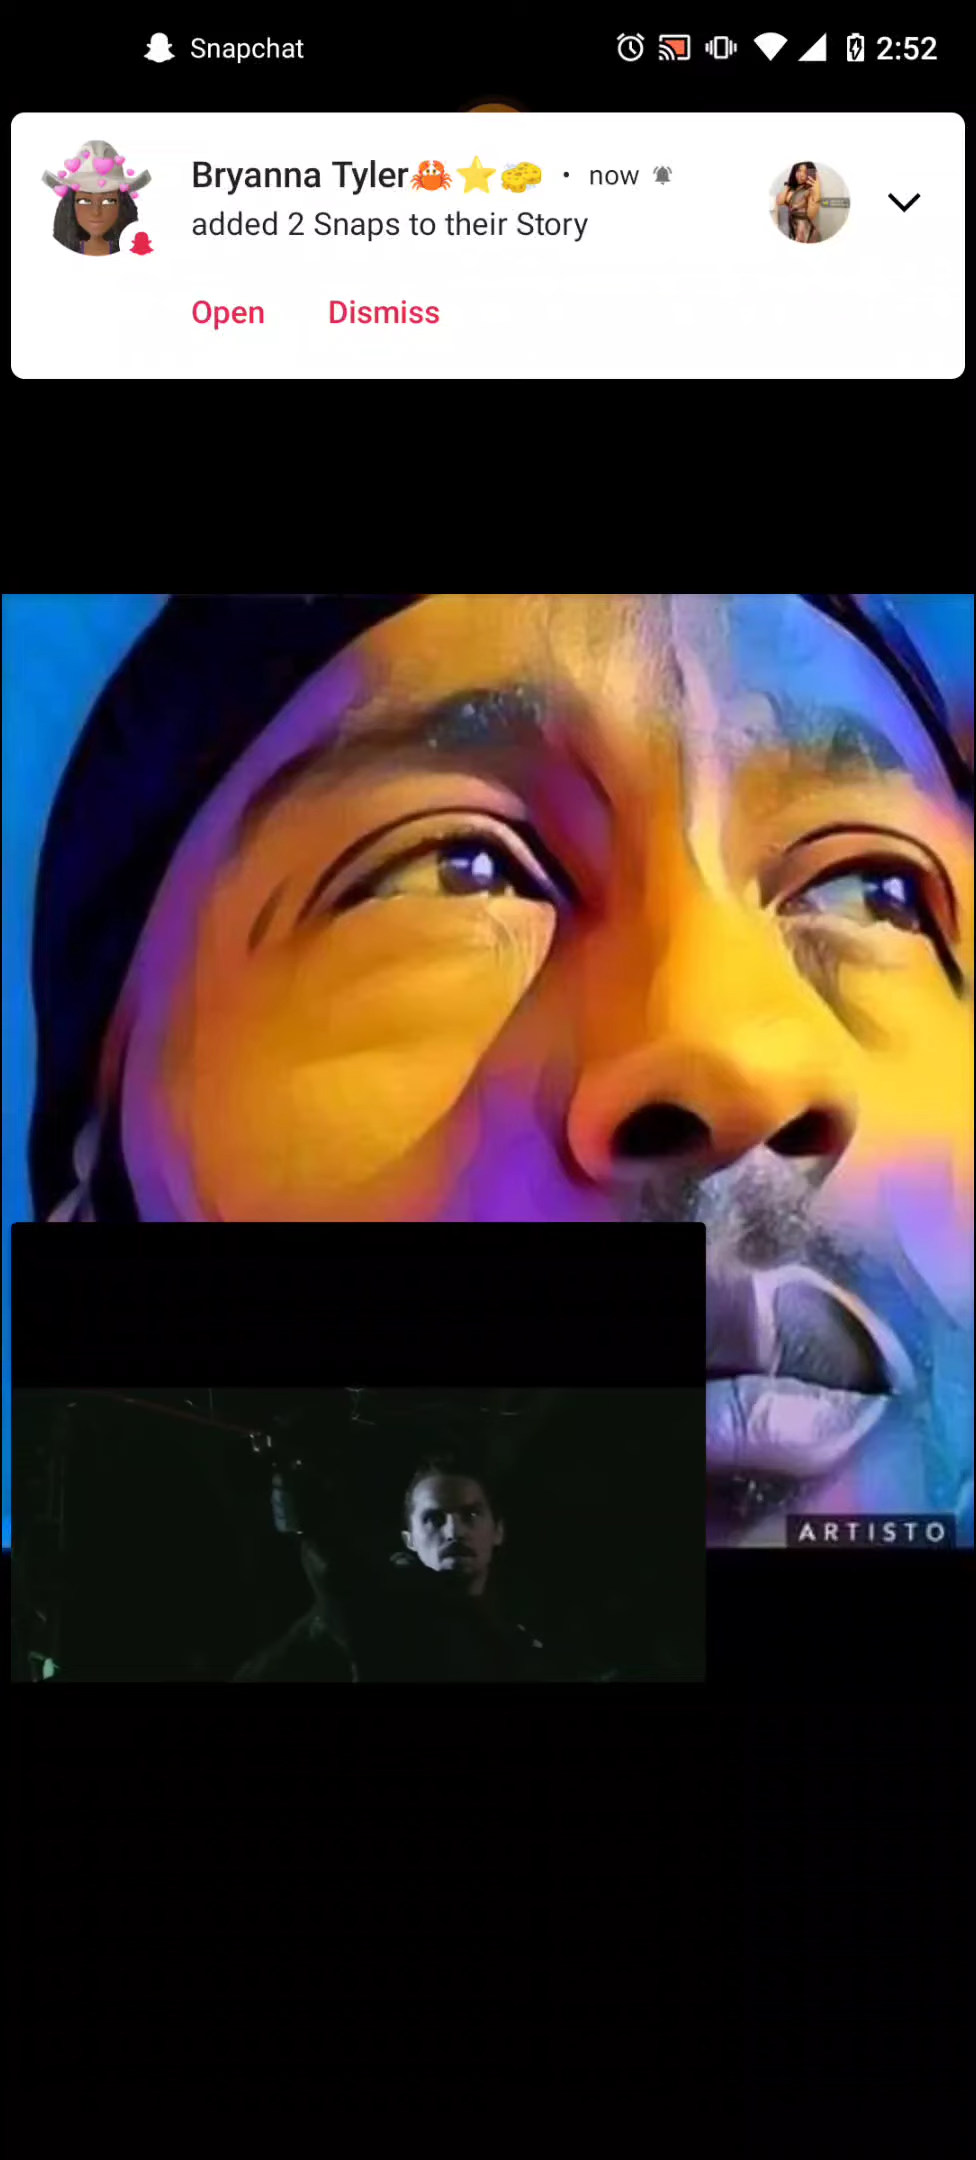 Snapchat
2:52
Bryanna Tyler🦀⭐🧽 · now
added 2 Snaps to their Story
Open Dismiss
ARTISTO